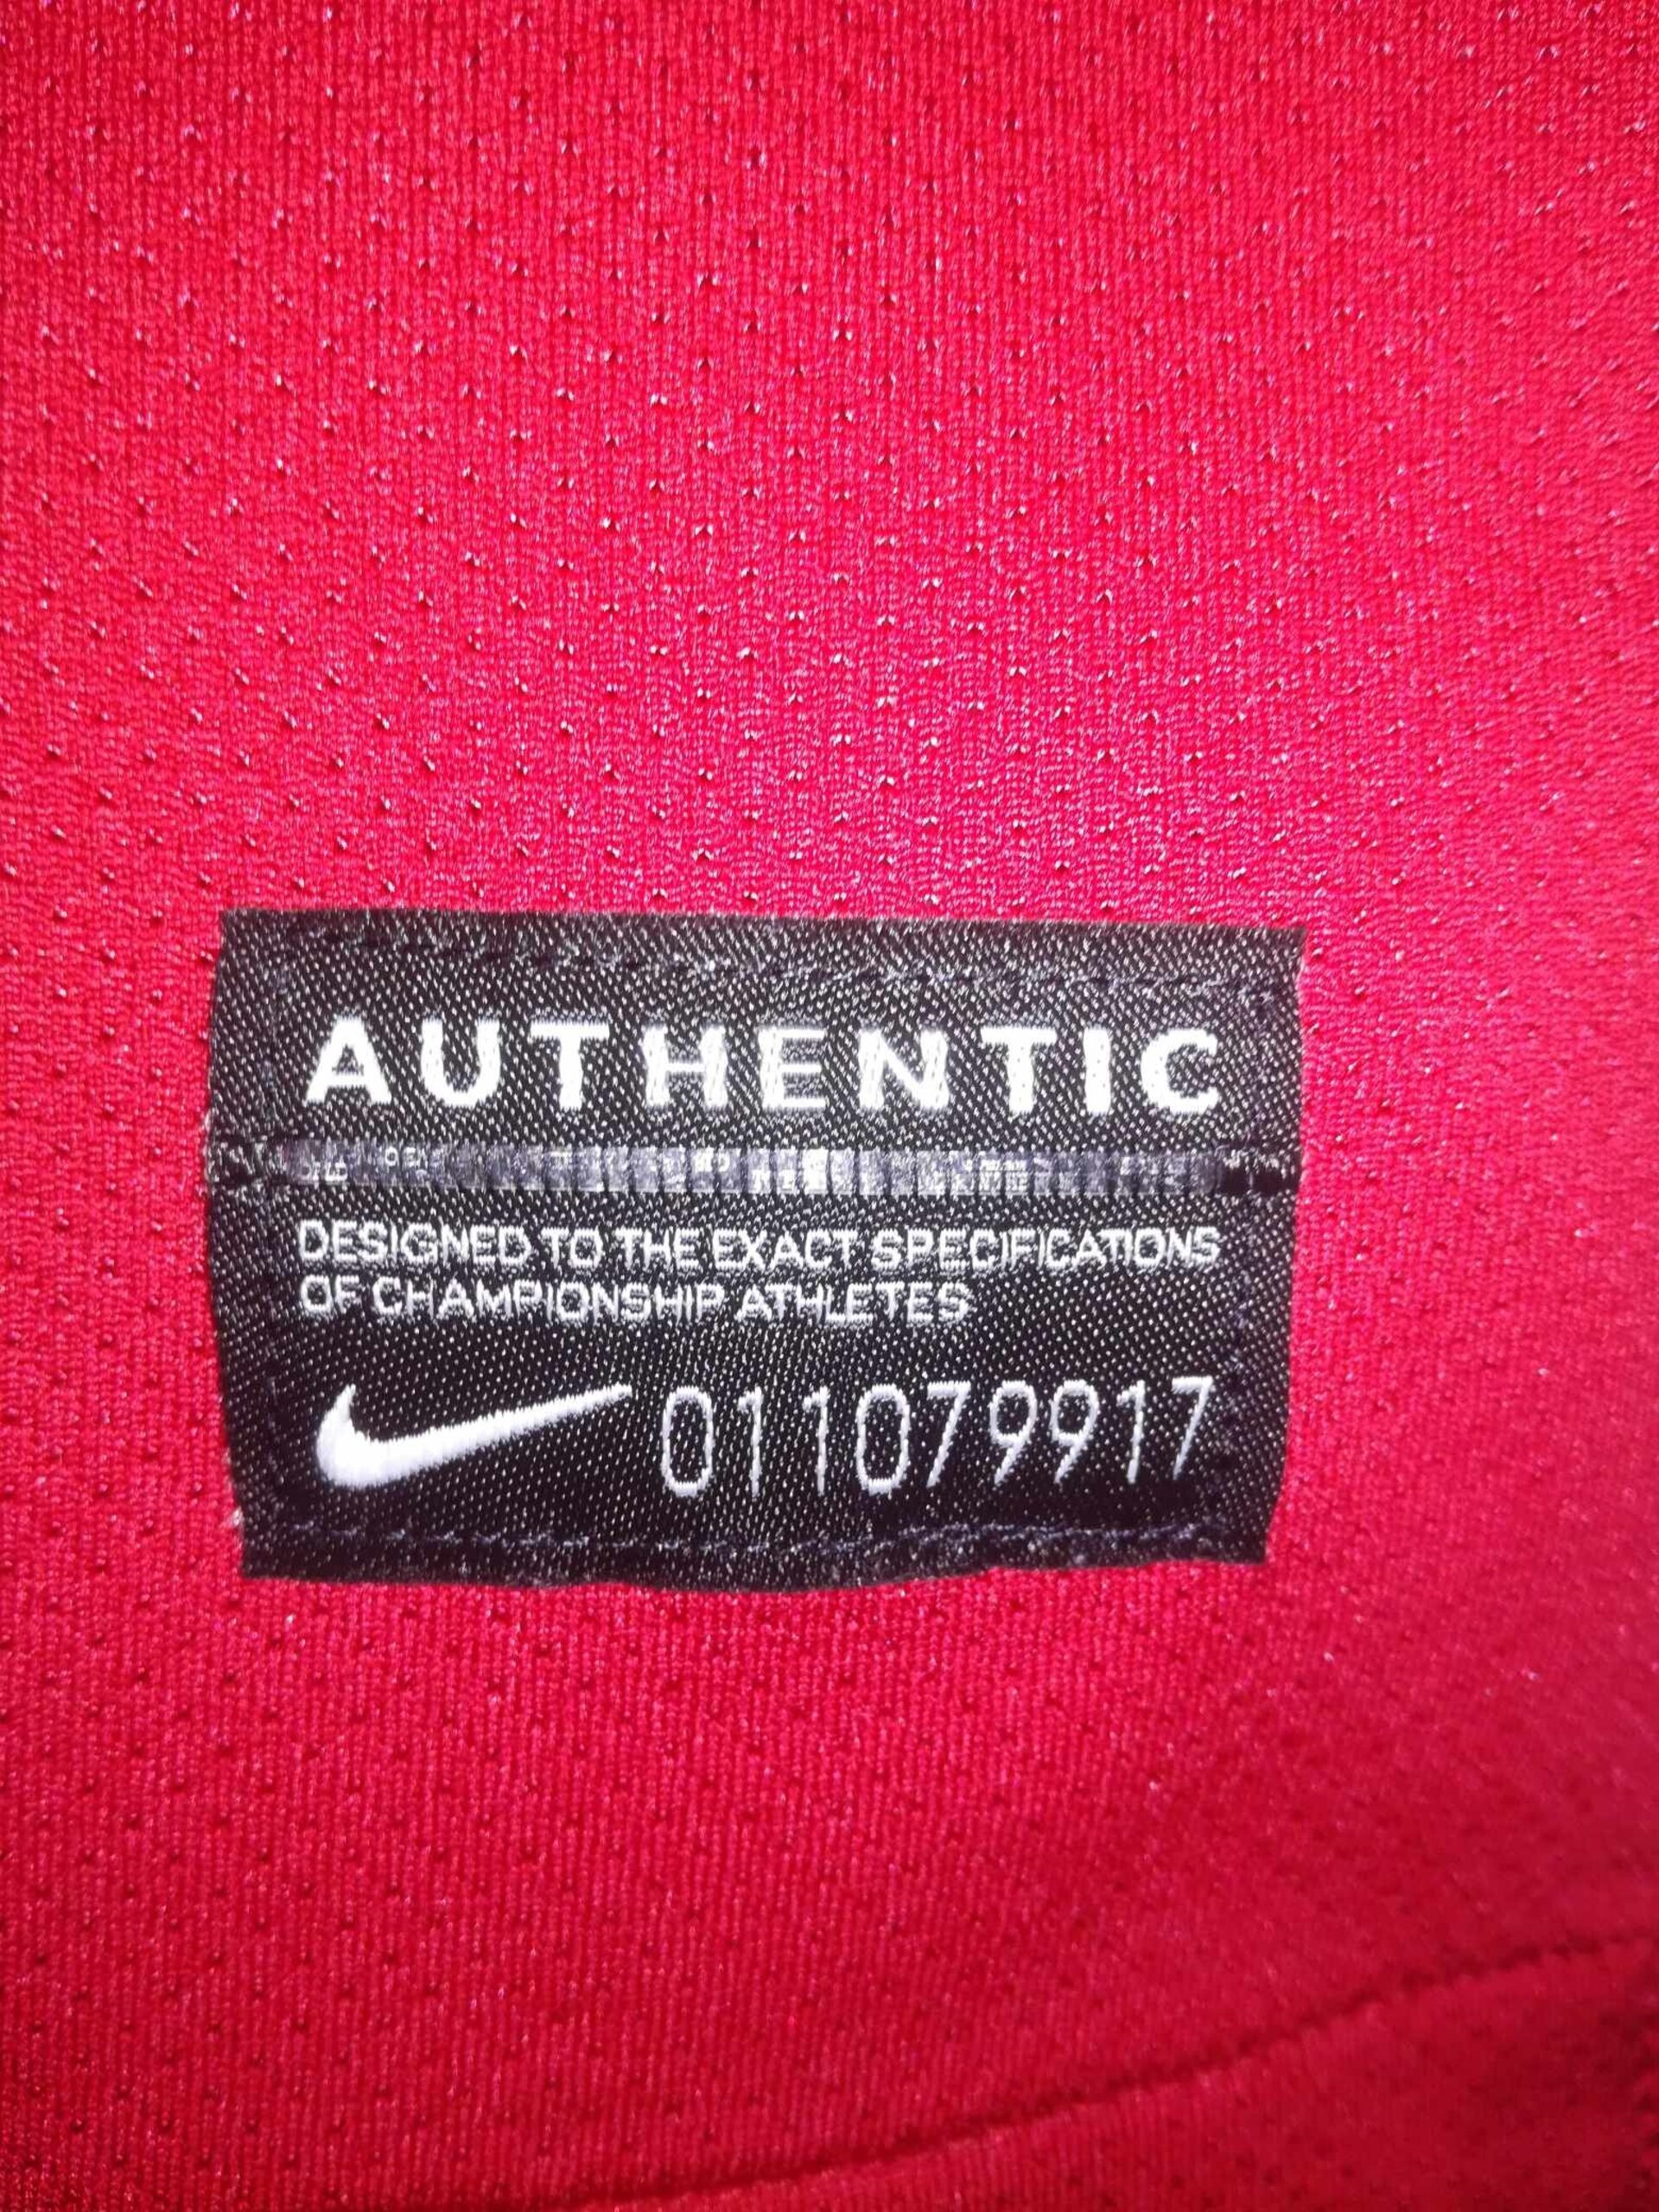 AUTHENTIC
DESIGNED TO THE EXACT SPECIFICATIONS
OF CHAMPIONSHIP ATHLETES
011079917